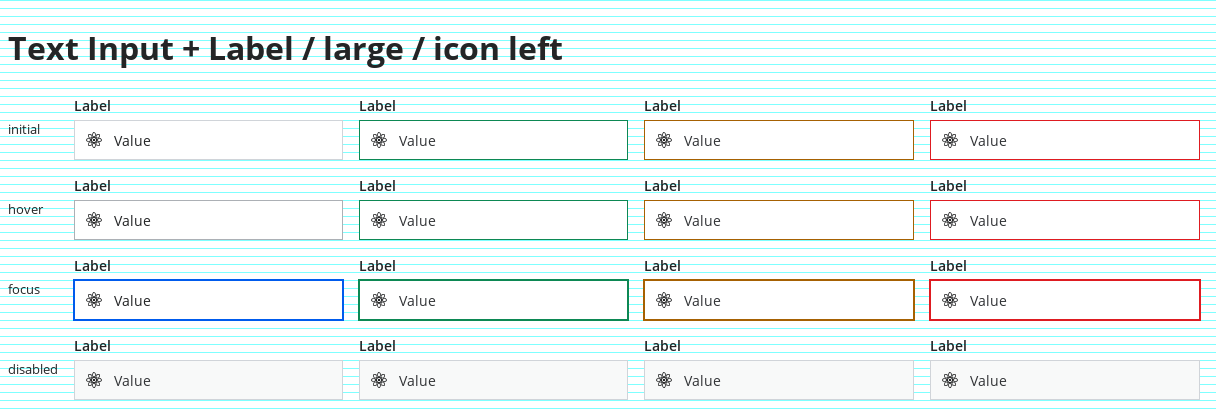 Text Input + Label / large / icon left
Label Label Label Label
initial Value Value Value Value
Label Label Label Label
hover Value Value Value Value
Label Label Label Label
focus Value Value Value Value
Label Label Label Label
disabled Value Value Value Value